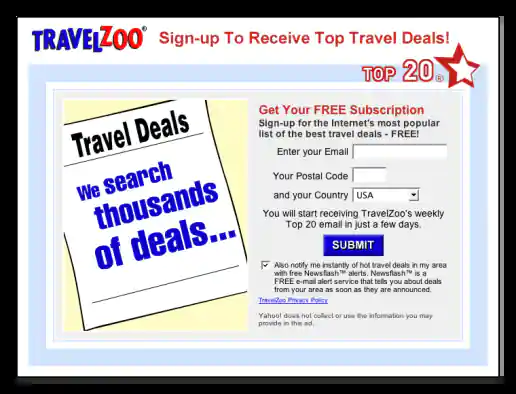 TRAVELZOO® Sign-up To Receive Top Travel Deals!
TOP 20®
Travel Deals
We search
thousands
of deals...
Get Your FREE Subscription
Sign-up for the Internet's most popular
list of the best travel deals - FREE!
Enter your Email
Your Postal Code
and your Country USA
You will start receiving TravelZoo's weekly
Top 20 email in just a few days.
SUBMIT
Also notify me instantly of hot travel deals in my area
with free Newsflash™ alerts. Newsflash™ is a
FREE e-mail alert service that tells you about deals
from your area as soon as they are announced.
TravelZoo Privacy Policy
Yahoo! does not collect or use the information you may
provide in this ad.